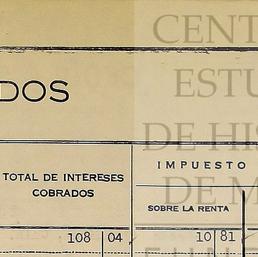 CENT
ESTU
DOS
DE HIS
TOTAL DE INTERESES
COBRADOS
IMPUESTO
DE M
SOBRE LA RENTA
108 04
10 81